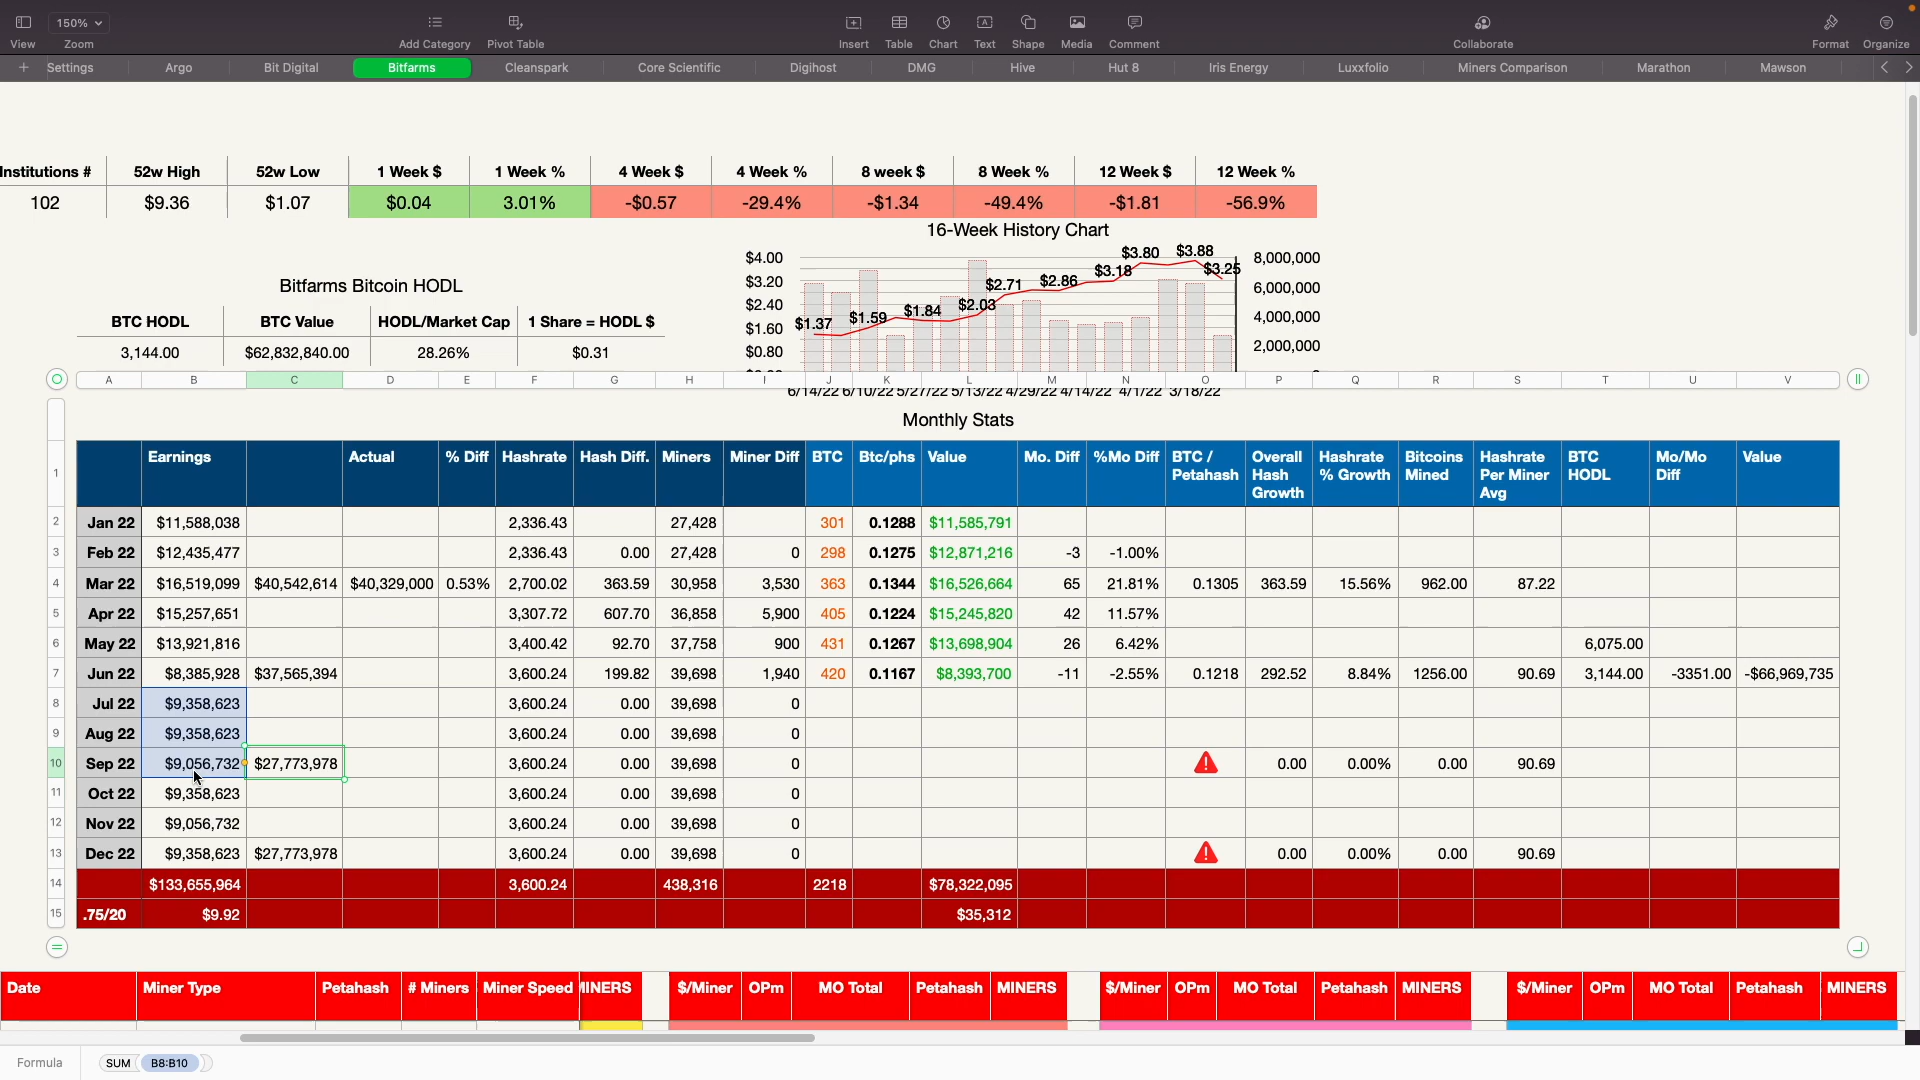 150%
View Zoom Add Category Pivot Table Insert Table Chart Text Shape Media Comment Collaborate Format Organize
Settings Argo Bit Digital Bitfarms Cleanspark Core Scientific Digihost DMG Hive Hut 8 Iris Energy Luxxfolio Miners Comparison Marathon Mawson
Institutions # 52w High 52w Low 1 Week $ 1 Week % 4 Week $ 4 Week % 8 week $ 8 Week % 12 Week $ 12 Week %
102 $9.36 $1.07 $0.04 3.01% -$0.57 -29.4% -$1.34 -49.4% -$1.81 -56.9%
16-Week History Chart
$4.00 $3.80 $3.88 8,000,000
$3.20 $2.71 $2.86 $3.18 $3.25 6,000,000
$2.40 $1.84 $2.03 4,000,000
$1.60 $1.37 $1.59
$0.80 2,000,000
6/14/22 6/10/22 5/27/22 5/13/22 4/29/22 4/14/22 4/1/22 3/18/22
Bitfarms Bitcoin HODL
BTC HODL BTC Value HODL/Market Cap 1 Share = HODL $
3,144.00 $62,832,840.00 28.26% $0.31
A B C D E F G H I J K L M N O P Q R S T U V
Monthly Stats
1 Earnings Actual % Diff Hashrate Hash Diff. Miners Miner Diff BTC Btc/phs Value Mo. Diff %Mo Diff BTC / Petahash Overall Hash Growth Hashrate % Growth Bitcoins Mined Hashrate Per Miner Avg BTC HODL Mo/Mo Diff Value
2 Jan 22 $11,588,038 2,336.43 27,428 301 0.1288 $11,585,791
3 Feb 22 $12,435,477 2,336.43 0.00 27,428 0 298 0.1275 $12,871,216 -3 -1.00%
4 Mar 22 $16,519,099 $40,542,614 $40,329,000 0.53% 2,700.02 363.59 30,958 3,530 363 0.1344 $16,526,664 65 21.81% 0.1305 363.59 15.56% 962.00 87.22
5 Apr 22 $15,257,651 3,307.72 607.70 36,858 5,900 405 0.1224 $15,245,820 42 11.57%
6 May 22 $13,921,816 3,400.42 92.70 37,758 900 431 0.1267 $13,698,904 26 6.42% 6,075.00
7 Jun 22 $8,385,928 $37,565,394 3,600.24 199.82 39,698 1,940 420 0.1167 $8,393,700 -11 -2.55% 0.1218 292.52 8.84% 1256.00 90.69 3,144.00 -3351.00 -$66,969,735
8 Jul 22 $9,358,623 3,600.24 0.00 39,698 0
9 Aug 22 $9,358,623 3,600.24 0.00 39,698 0
10 Sep 22 $9,056,732 $27,773,978 3,600.24 0.00 39,698 0 0.00 0.00% 0.00 90.69
11 Oct 22 $9,358,623 3,600.24 0.00 39,698 0
12 Nov 22 $9,056,732 3,600.24 0.00 39,698 0
13 Dec 22 $9,358,623 $27,773,978 3,600.24 0.00 39,698 0 0.00 0.00% 0.00 90.69
14 $133,655,964 3,600.24 438,316 2218 $78,322,095
15 .75/20 $9.92 $35,312
Date Miner Type Petahash # Miners Miner Speed MINERS $/Miner OPm MO Total Petahash MINERS $/Miner OPm MO Total Petahash MINERS $/Miner OPm MO Total Petahash MINERS
Formula SUM B8:B10